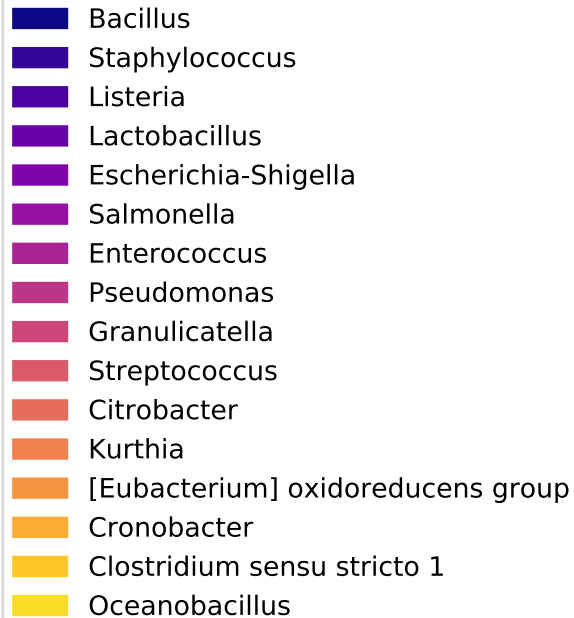 Bacillus
Staphylococcus
Listeria
Lactobacillus
Escherichia-Shigella
Salmonella
Enterococcus
Pseudomonas
Granulicatella
Streptococcus
Citrobacter
Kurthia
[Eubacterium] oxidoreducens group
Cronobacter
Clostridium sensu stricto 1
Oceanobacillus